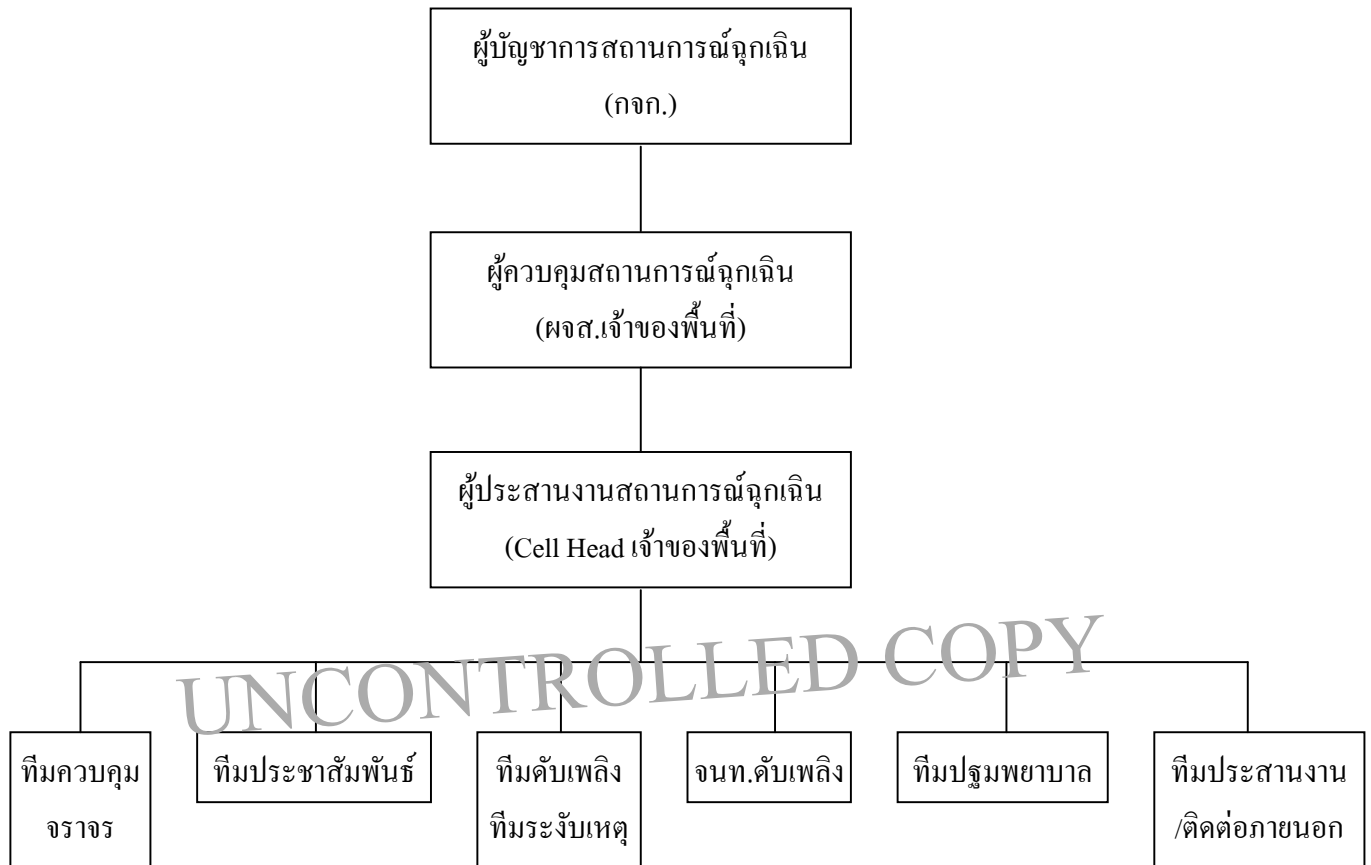 ผู้บัญชาการสถานการณ์ฉุกเฉิน
(กจก.)
ผู้ควบคุมสถานการณ์ฉุกเฉิน
(ผจส.เจ้าของพื้นที่)
ผู้ประสานงานสถานการณ์ฉุกเฉิน
(Cell Head เจ้าของพื้นที่)
UNCONTROLLED COPY
ทีมควบคุม
จราจร
ทีมประชาสัมพันธ์
ทีมดับเพลิง
ทีมระงับเหตุ
จนท.ดับเพลิง
ทีมปฐมพยาบาล
ทีมประสานงาน
/ติดต่อภายนอก